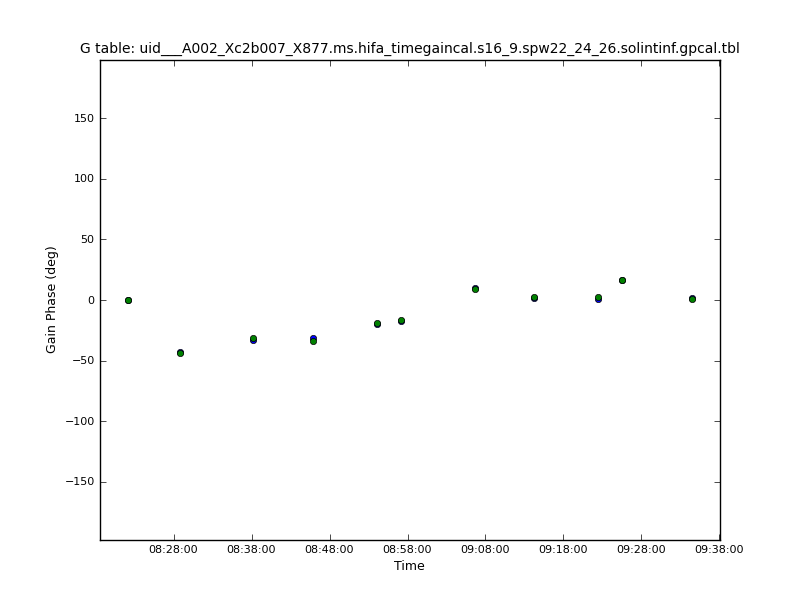 G table: uid___A002_Xc2b007_X877.ms.hifa_timegaincal.s16_9.spw22_24_26.solintinf.gpcal.tbl
150
100
50
0
−50
−100
−150
Gain Phase (deg)
08:28:00 08:38:00 08:48:00 08:58:00 09:08:00 09:18:00 09:28:00 09:38:00
Time